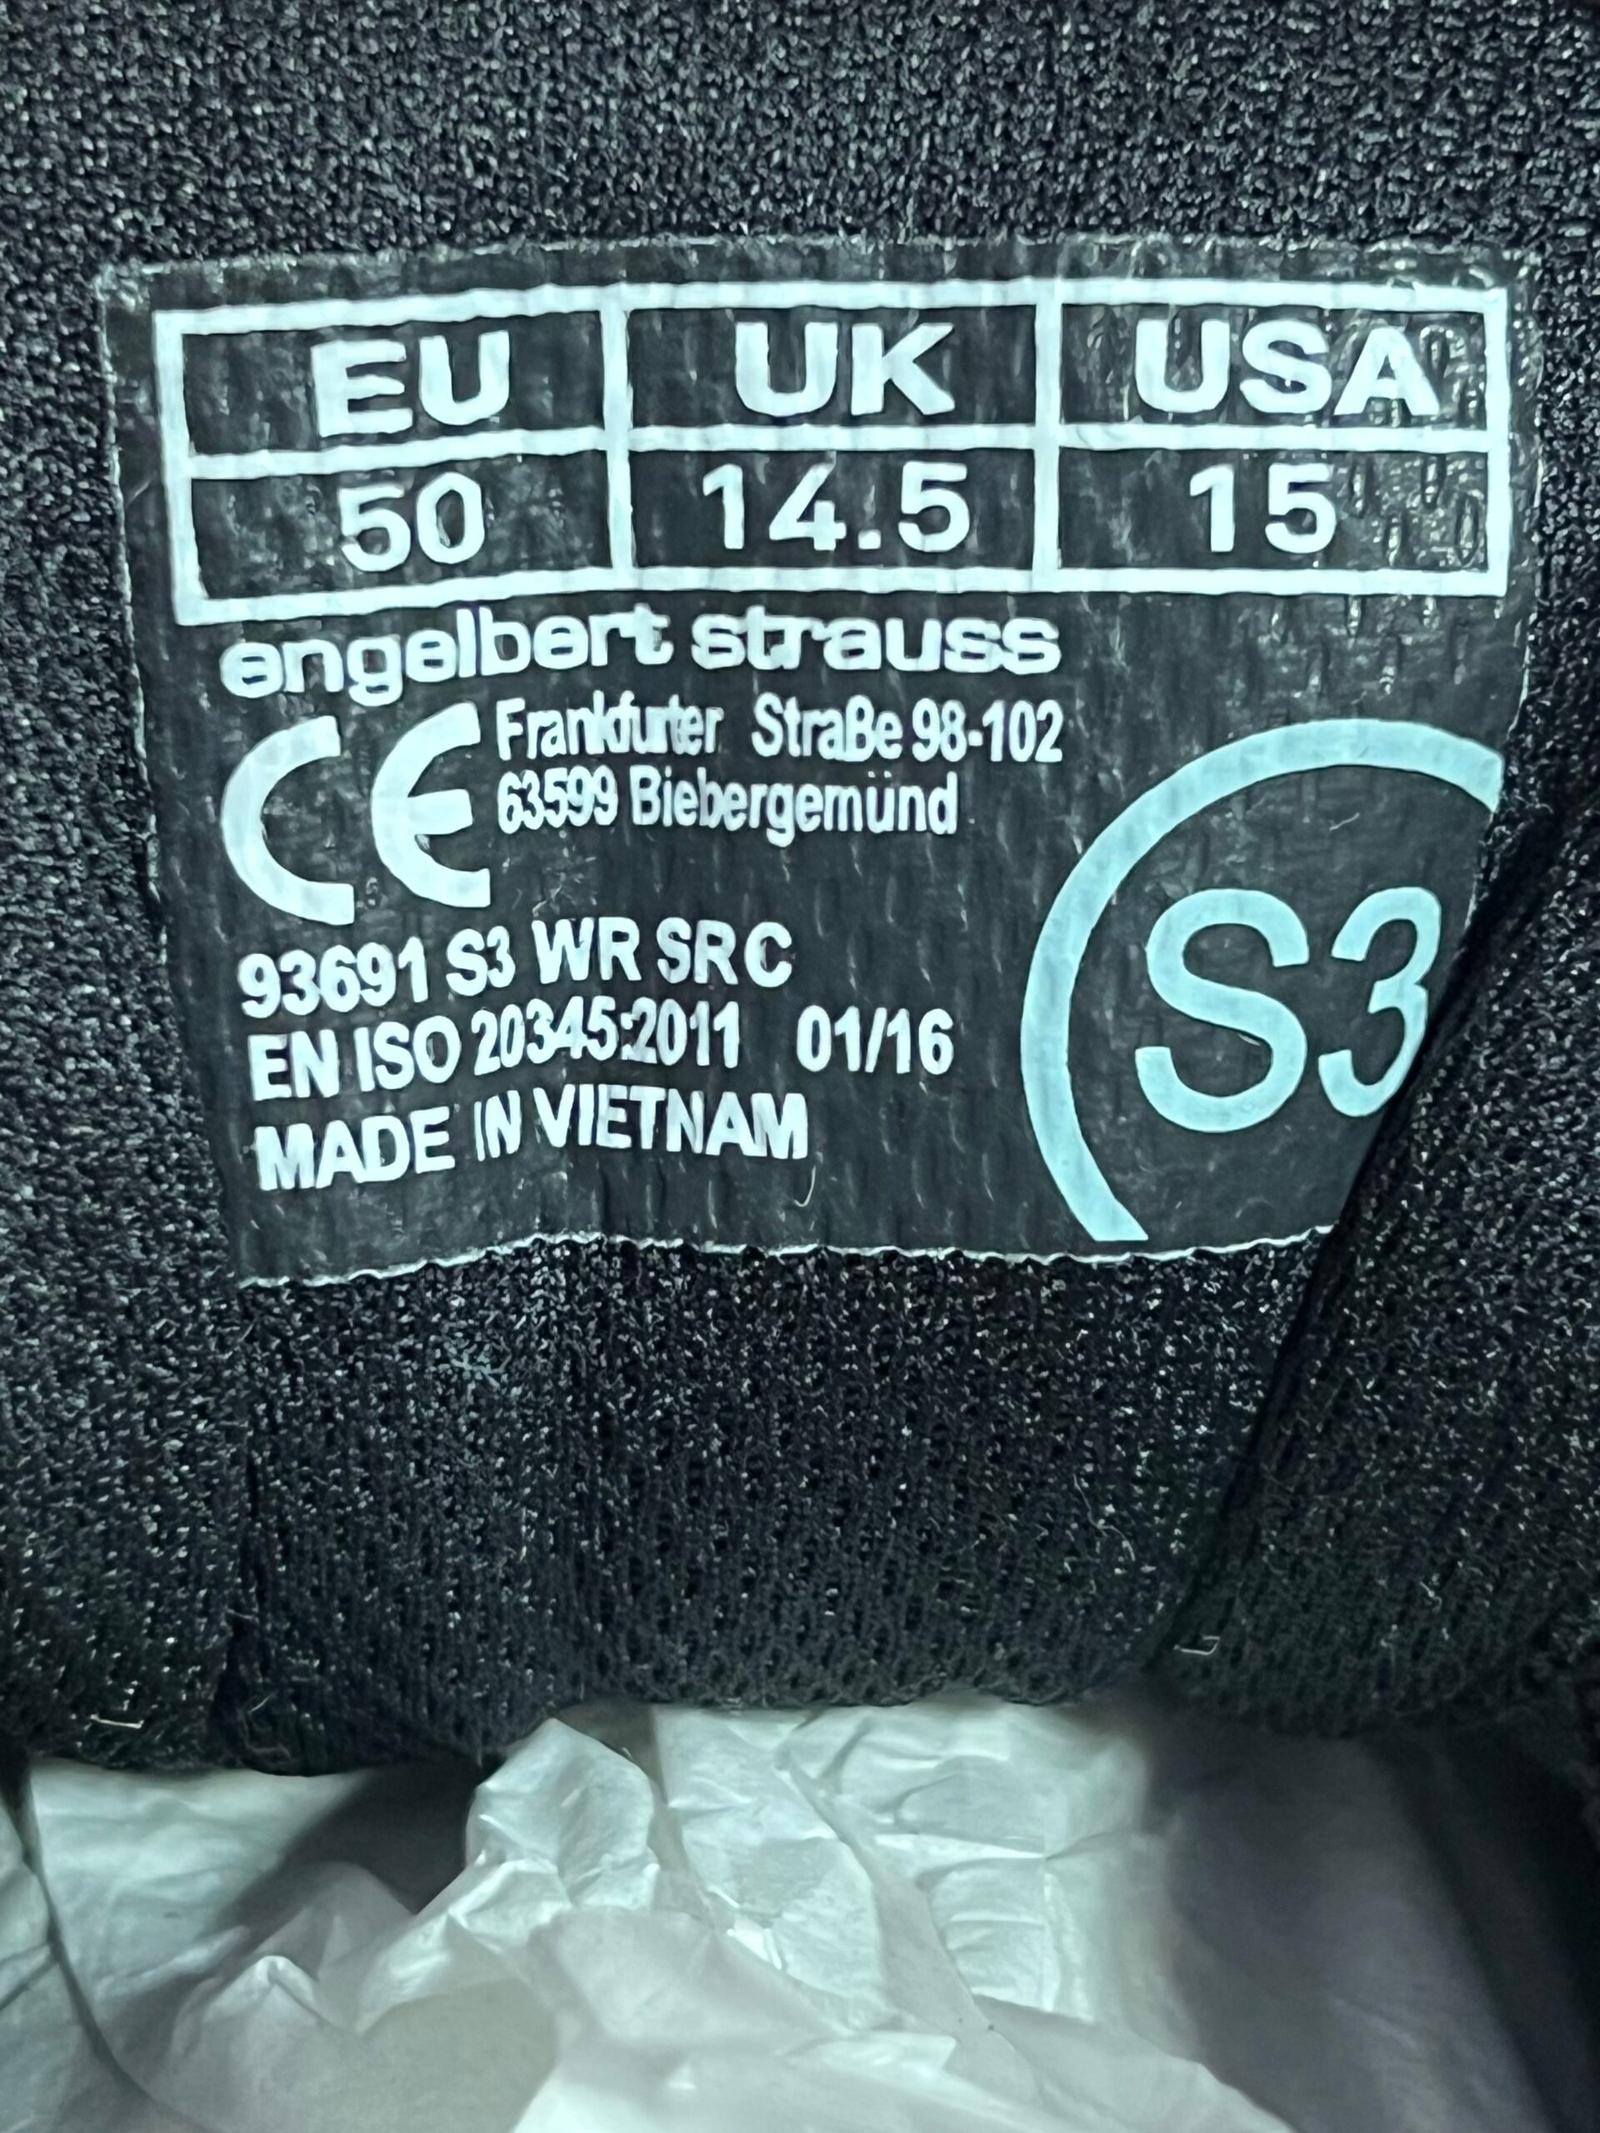 EU UK USA
50 14.5 15
engelbert strauss
CE
Frankfurter Straße 98-102
63599 Biebergemünd
93691 S3 WR SRC
EN ISO 20345:2011 01/16
MADE IN VIETNAM
S3